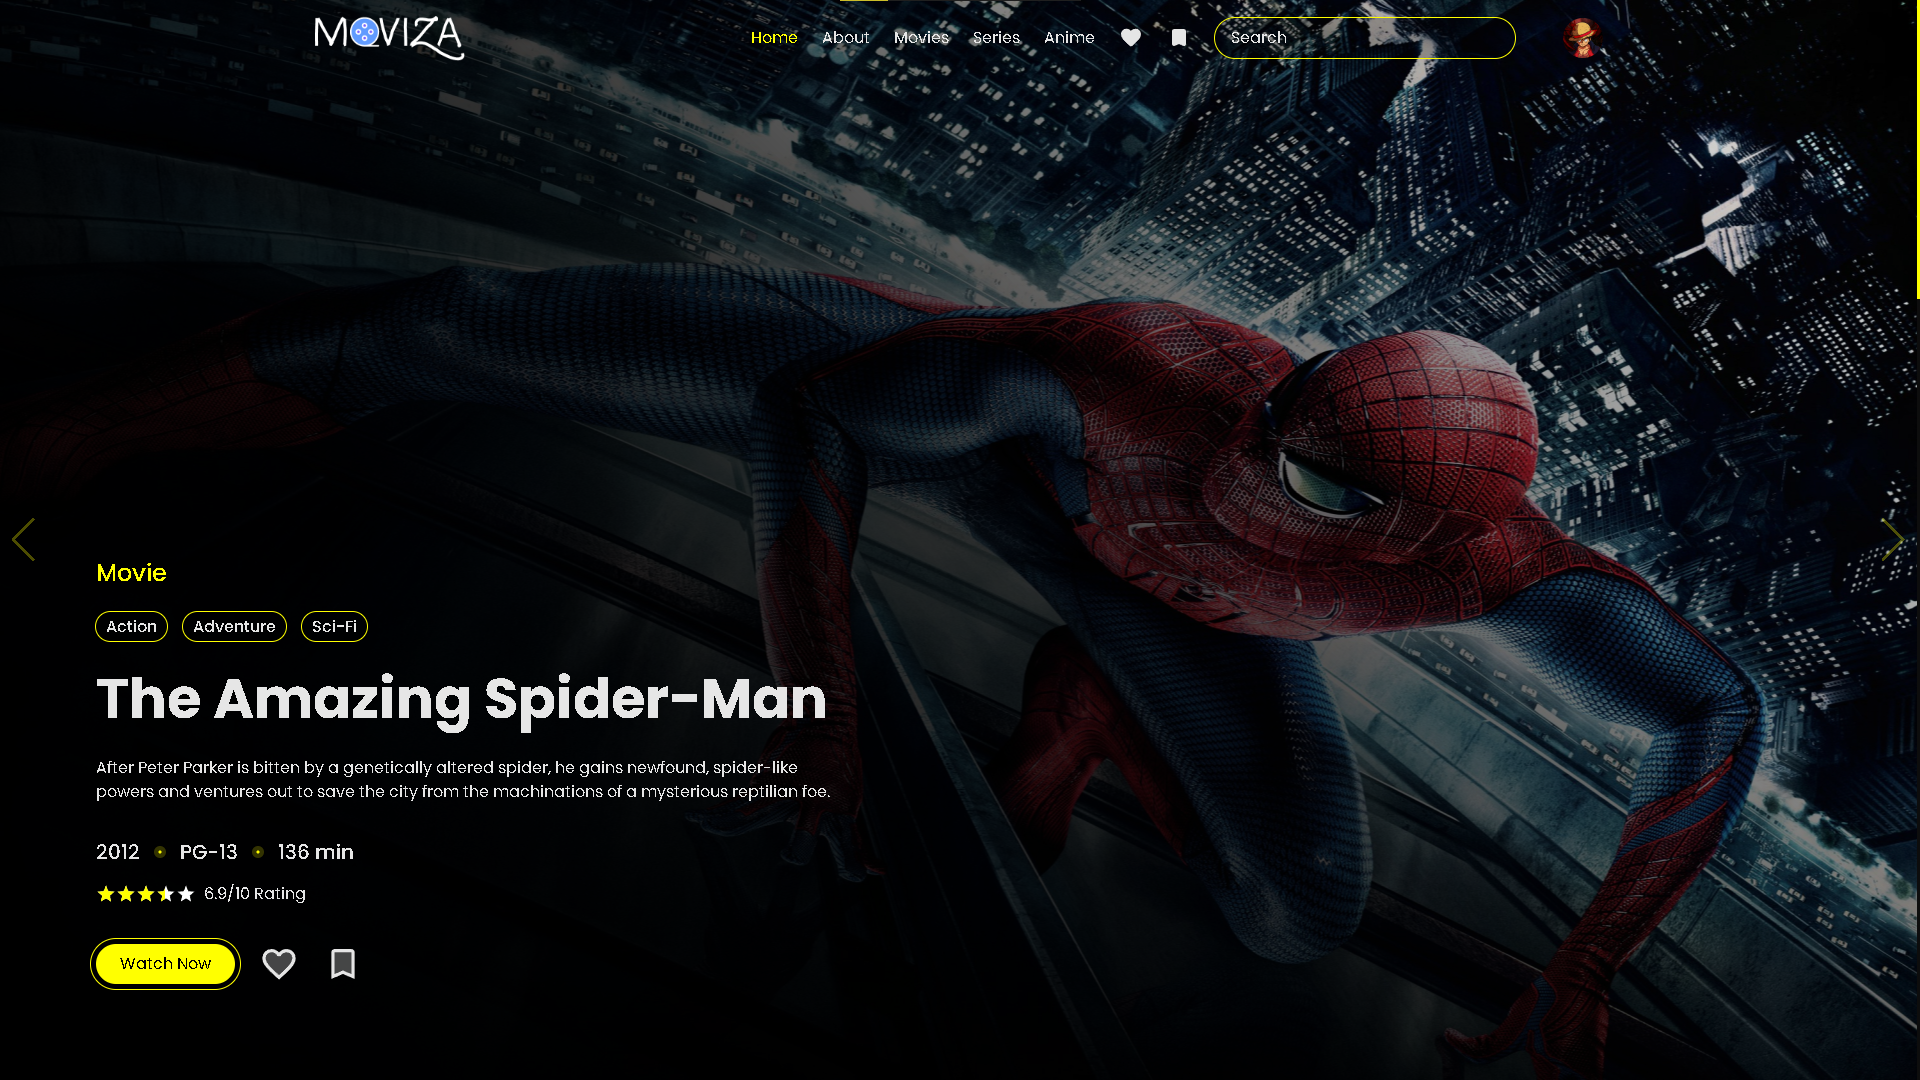 MOVIZA
Home About Movies Series Anime Search
Movie
Action Adventure Sci-Fi
The Amazing Spider-Man
After Peter Parker is bitten by a genetically altered spider, he gains newfound, spider-like
powers and ventures out to save the city from the machinations of a mysterious reptilian foe.
2012 PG-13 136 min
6.9/10 Rating
Watch Now